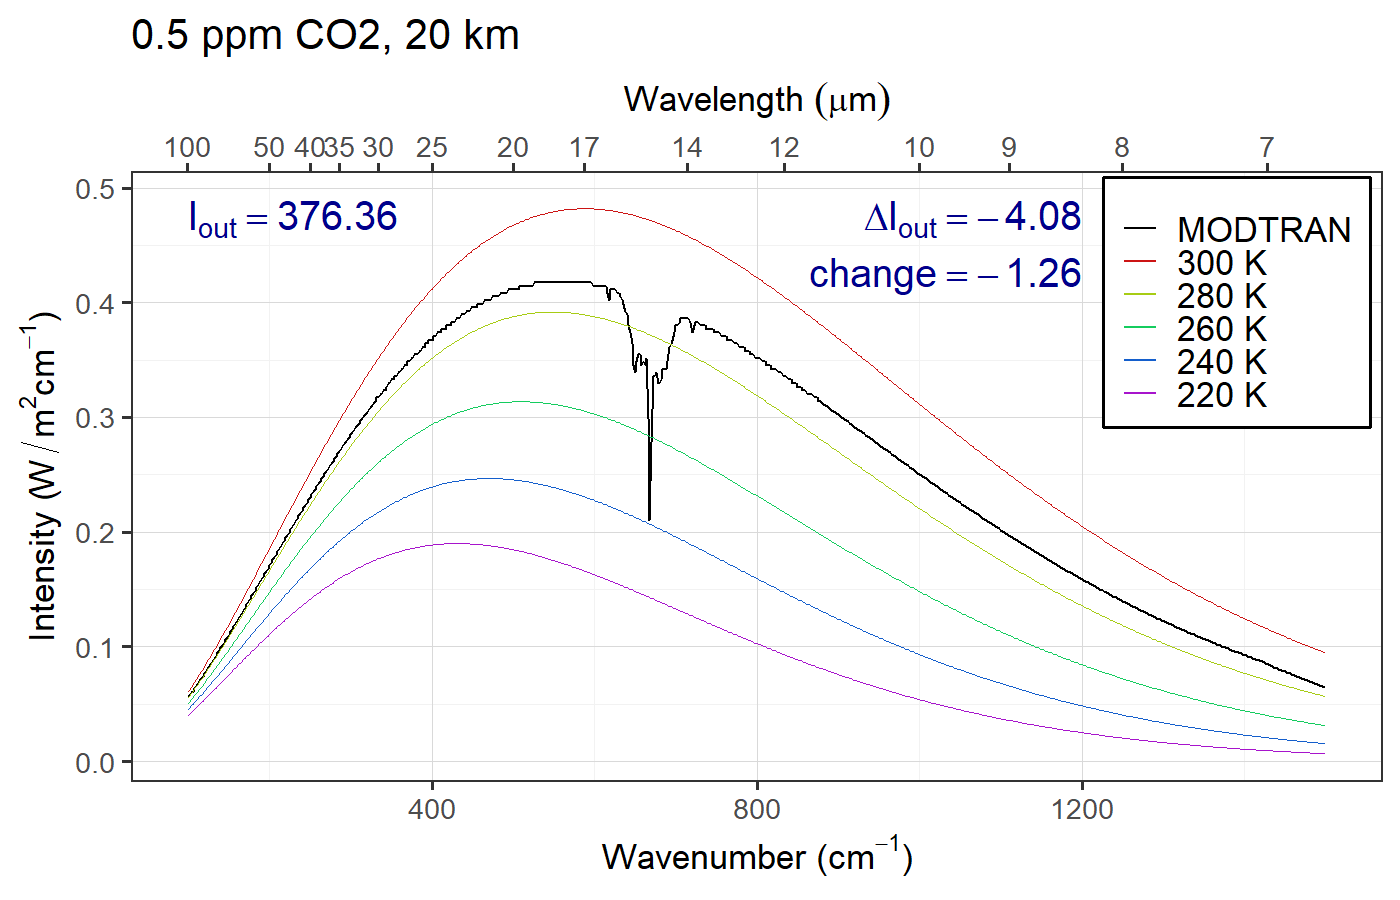 0.5 ppm CO2, 20 km
Wavelength (μm)
100 50 40 35 30 25 20 17 14 12 10 9 8 7
I_out = 376.36
ΔI_out = − 4.08
change = − 1.26
MODTRAN
300 K
280 K
260 K
240 K
220 K
Intensity (W / m²cm⁻¹)
0.5
0.4
0.3
0.2
0.1
0.0
400 800 1200
Wavenumber (cm⁻¹)